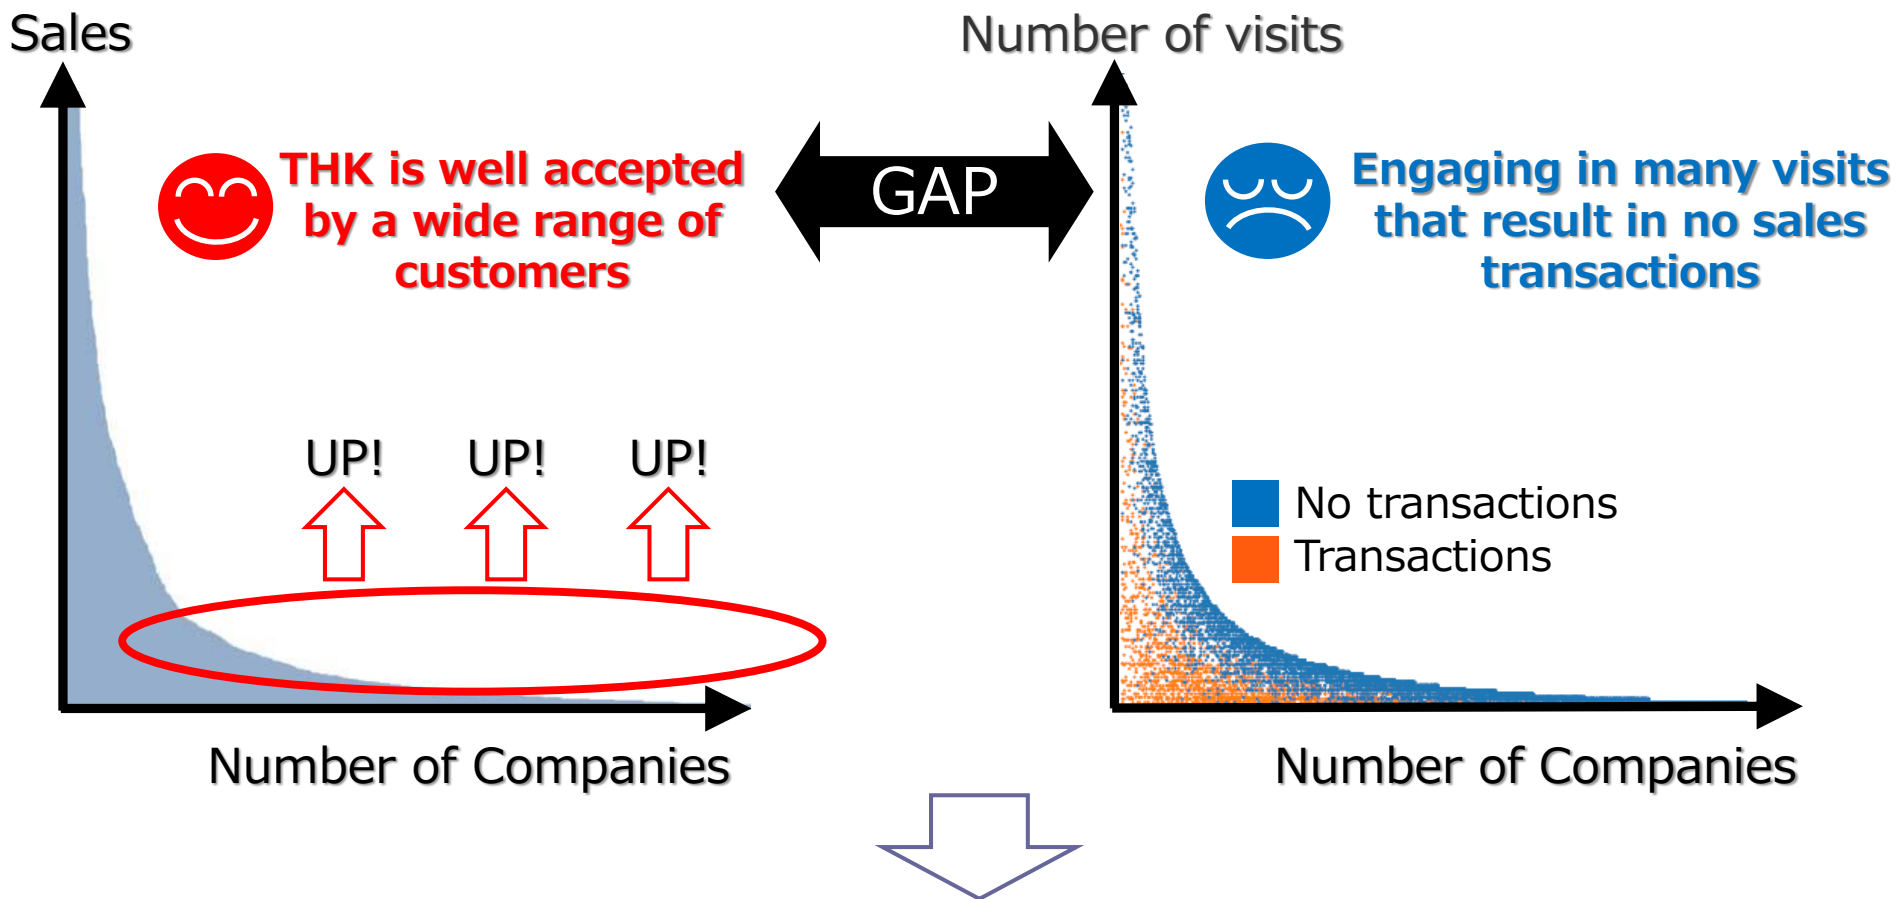 Sales
THK is well accepted
by a wide range of
customers
UP! UP! UP!
Number of Companies
GAP
Number of visits
Engaging in many visits
that result in no sales
transactions
No transactions
Transactions
Number of Companies